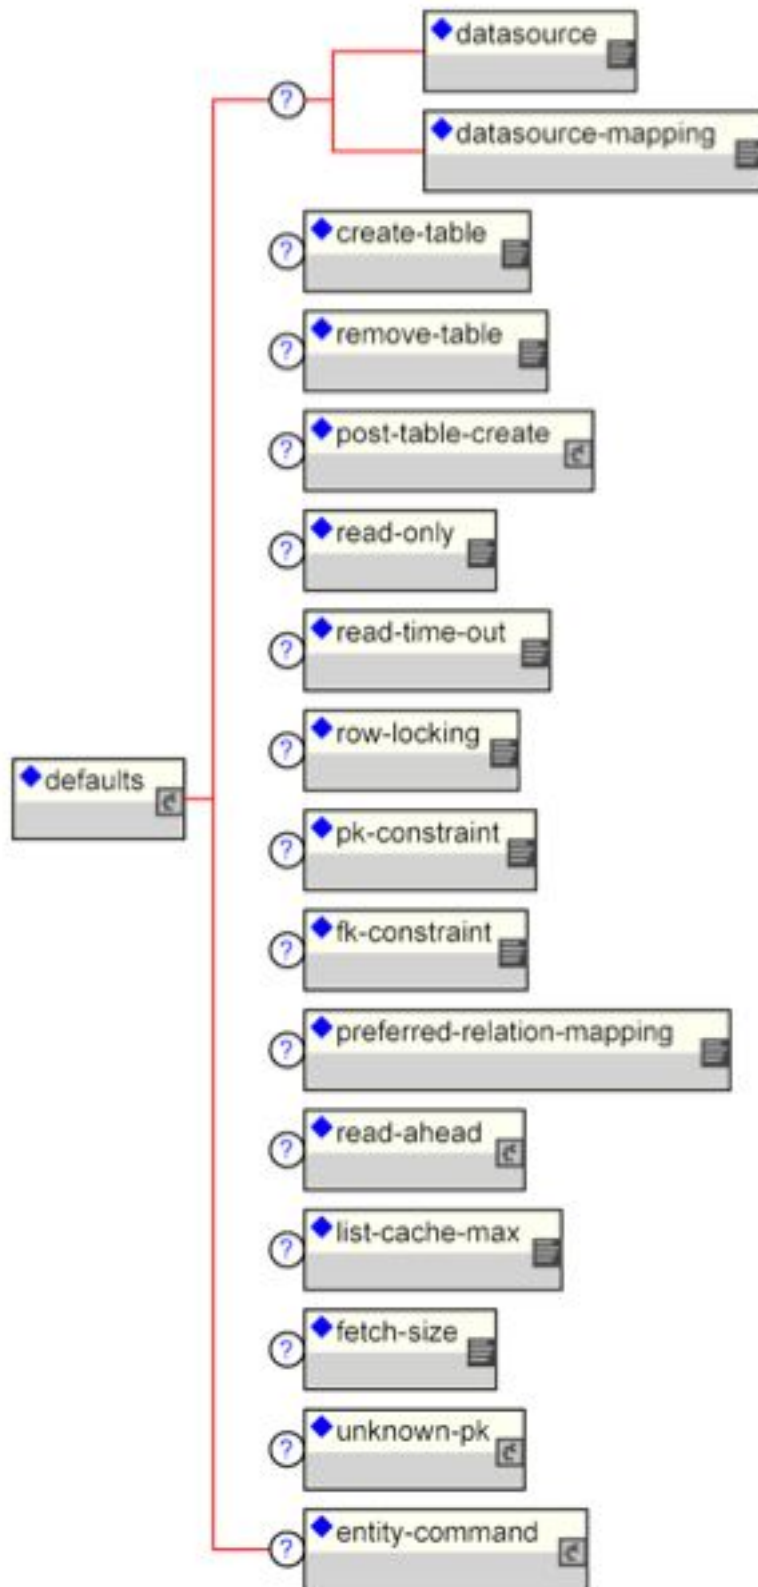 datasource
?
datasource-mapping
? create-table
? remove-table
? post-table-create
? read-only
? read-time-out
? row-locking
defaults
? pk-constraint
? fk-constraint
? preferred-relation-mapping
? read-ahead
? list-cache-max
? fetch-size
? unknown-pk
? entity-command